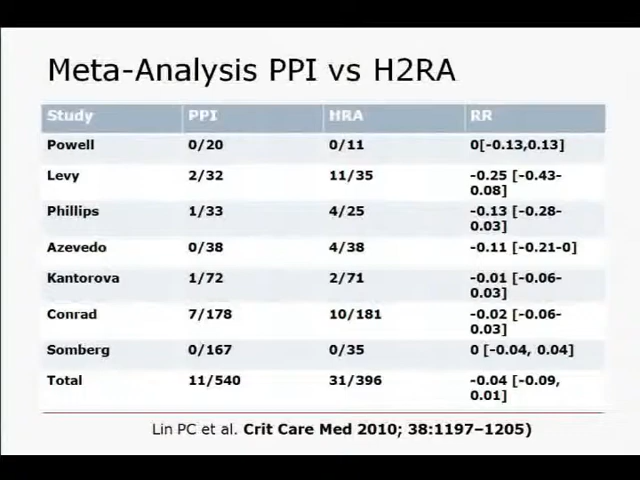 Meta-Analysis PPI vs H2RA
Study PPI HRA RR
Powell 0/20 0/11 0[-0.13,0.13]
Levy 2/32 11/35 -0.25 [-0.43-
0.08]
Phillips 1/33 4/25 -0.13 [-0.28-
0.03]
Azevedo 0/38 4/38 -0.11 [-0.21-0]
Kantorova 1/72 2/71 -0.01 [-0.06-
0.03]
Conrad 7/178 10/181 -0.02 [-0.06-
0.03]
Somberg 0/167 0/35 0 [-0.04, 0.04]
Total 11/540 31/396 -0.04 [-0.09,
0.01]
Lin PC et al. Crit Care Med 2010; 38:1197–1205)